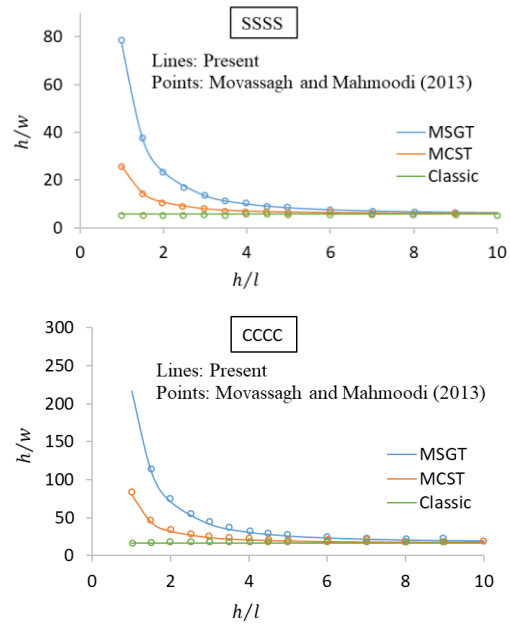 SSSS
80
Lines: Present
Points: Movassagh and Mahmoodi (2013)
60
MSGT
h/w
40
MCST
Classic
20
0
0 2 4 6 8 10
h/l
CCCC
300
Lines: Present
250
Points: Movassagh and Mahmoodi (2013)
200
h/w
150
MSGT
100
MCST
50
Classic
0
0 2 4 6 8 10
h/l